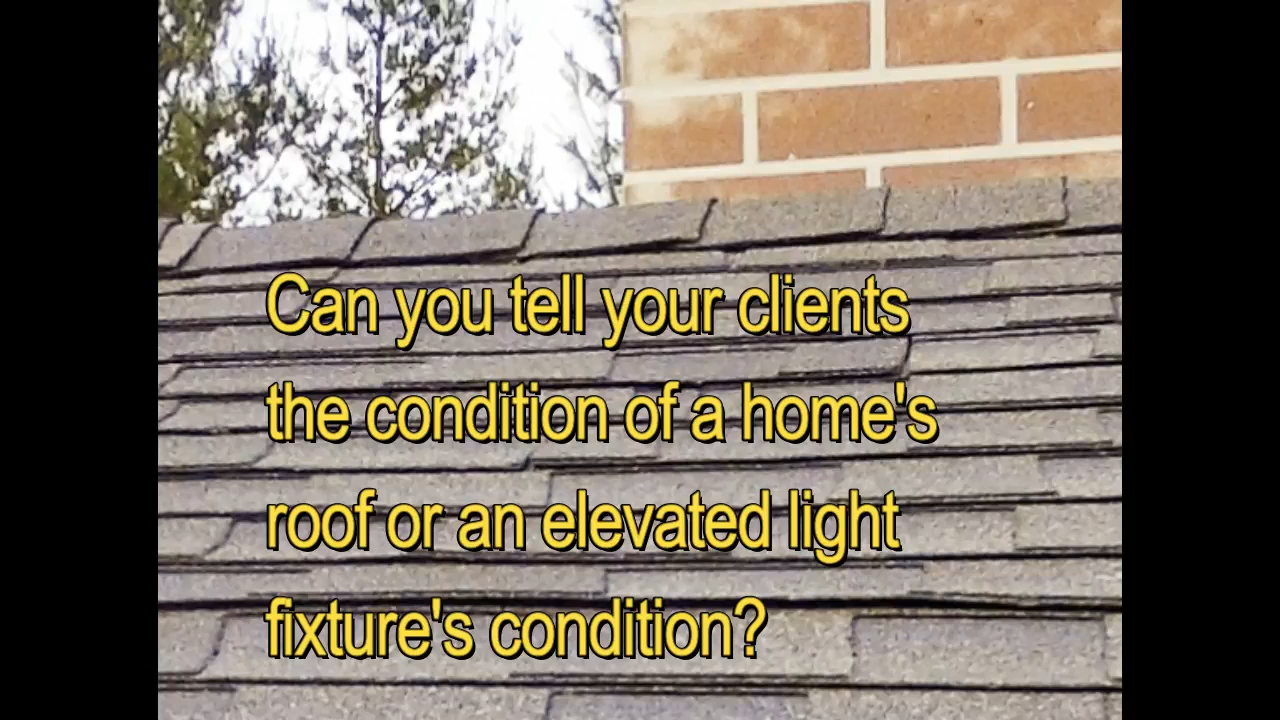 Can you tell your clients
the condition of a home's
roof or an elevated light
fixture's condition?